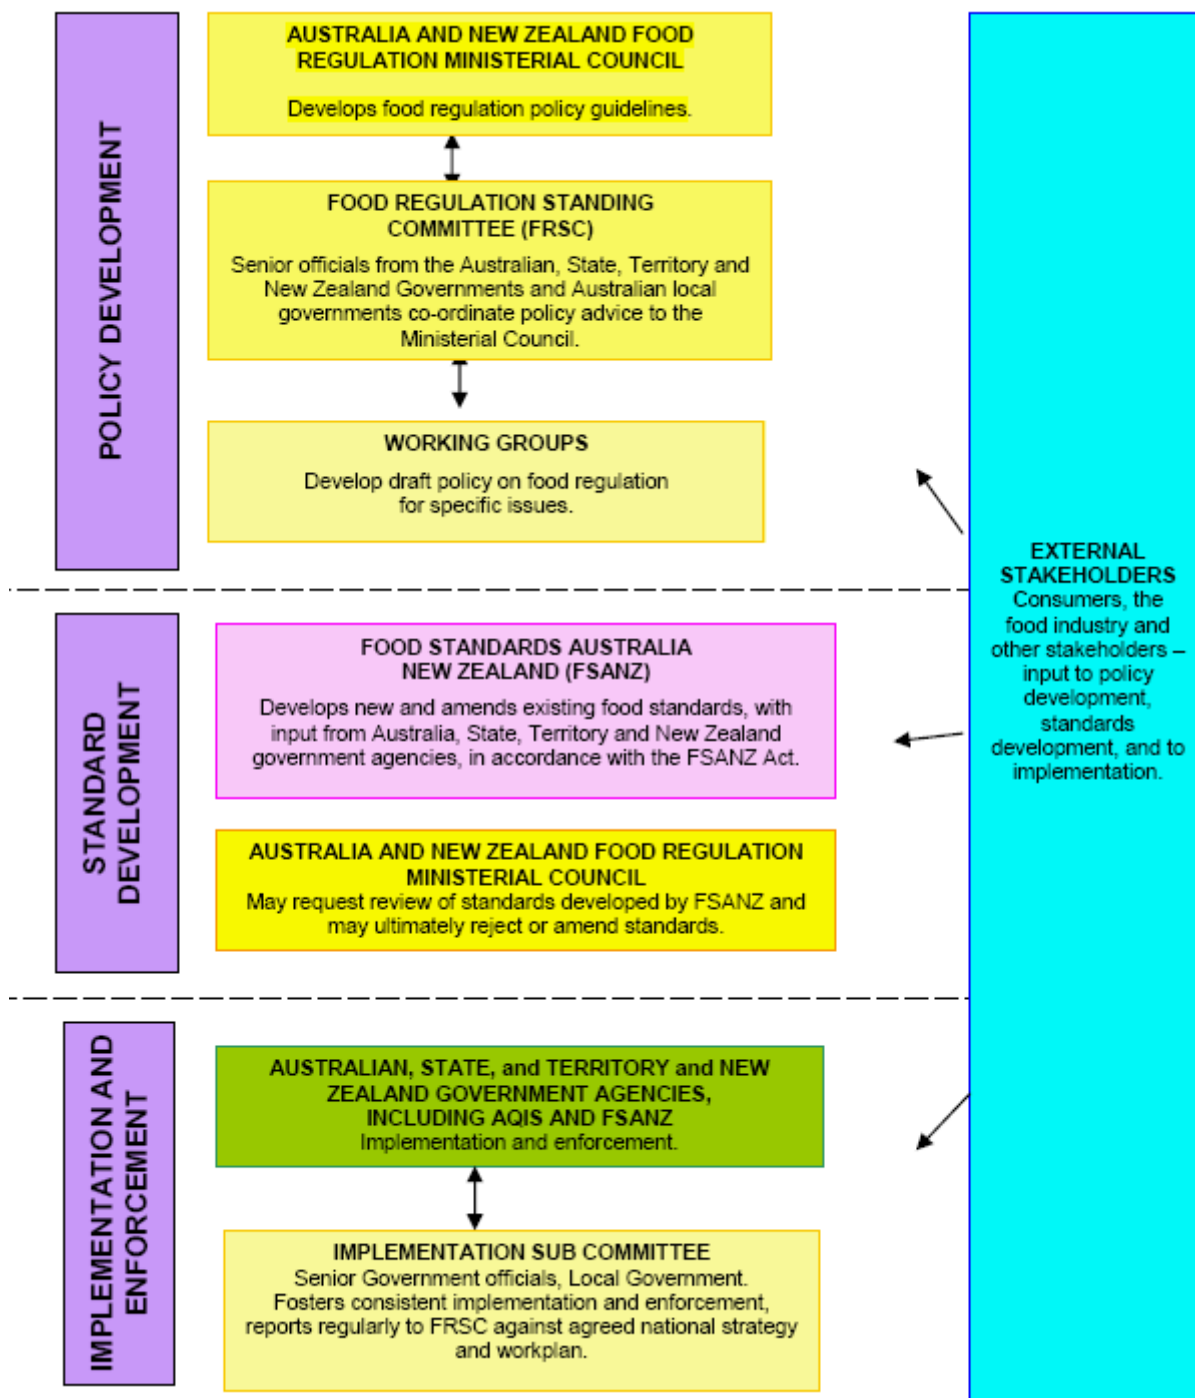 POLICY DEVELOPMENT
AUSTRALIA AND NEW ZEALAND FOOD
REGULATION MINISTERIAL COUNCIL
Develops food regulation policy guidelines.
FOOD REGULATION STANDING
COMMITTEE (FRSC)
Senior officials from the Australian, State, Territory and
New Zealand Governments and Australian local
governments co-ordinate policy advice to the
Ministerial Council.
WORKING GROUPS
Develop draft policy on food regulation
for specific issues.
STANDARD
DEVELOPMENT
FOOD STANDARDS AUSTRALIA
NEW ZEALAND (FSANZ)
Develops new and amends existing food standards, with
input from Australia, State, Territory and New Zealand
government agencies, in accordance with the FSANZ Act.
AUSTRALIA AND NEW ZEALAND FOOD REGULATION
MINISTERIAL COUNCIL
May request review of standards developed by FSANZ and
may ultimately reject or amend standards.
IMPLEMENTATION AND
ENFORCEMENT
AUSTRALIAN, STATE, and TERRITORY and NEW
ZEALAND GOVERNMENT AGENCIES,
INCLUDING AQIS AND FSANZ
Implementation and enforcement.
IMPLEMENTATION SUB COMMITTEE
Senior Government officials, Local Government.
Fosters consistent implementation and enforcement,
reports regularly to FRSC against agreed national strategy
and workplan.
EXTERNAL
STAKEHOLDERS
Consumers, the
food industry and
other stakeholders –
input to policy
development,
standards
development, and to
implementation.